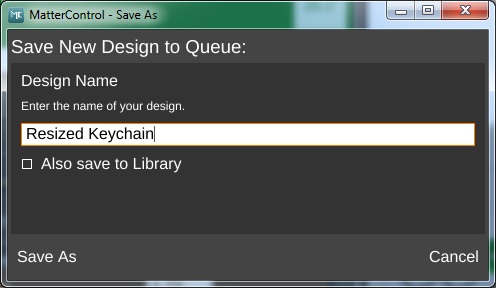 MatterControl - Save As
Save New Design to Queue:
Design Name
Enter the name of your design.
Resized Keychain
Also save to Library
Save As
Cancel